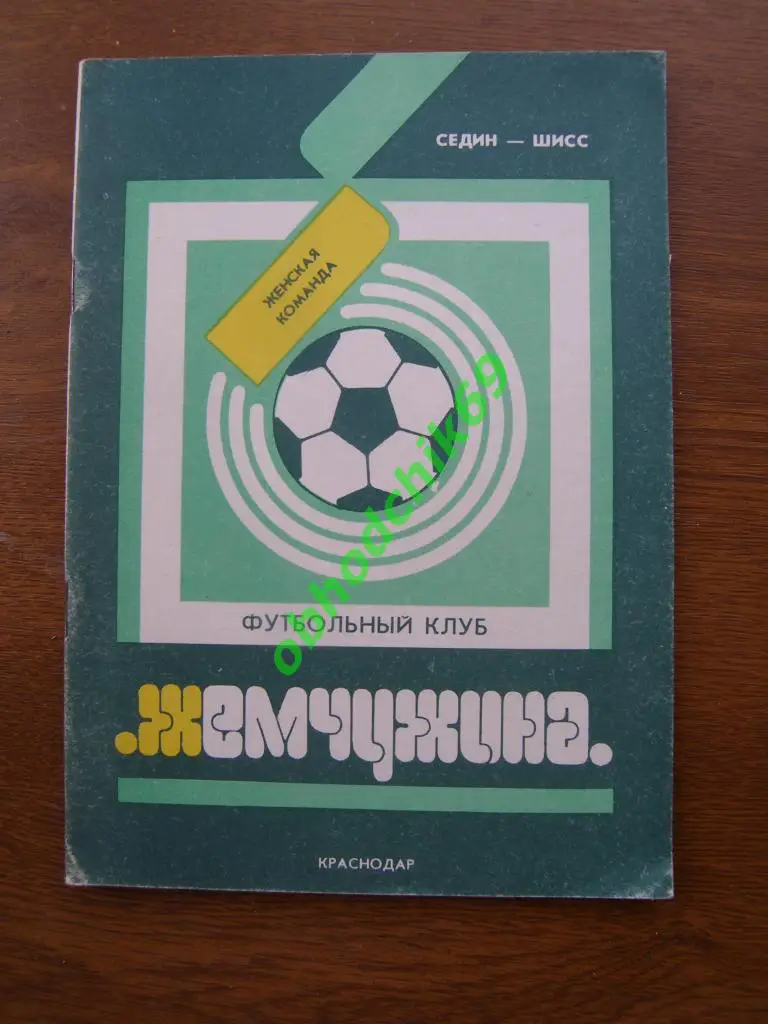 СЕДИН — ШИСС
ЖЕНСКАЯ
КОМАНДА
ФУТБОЛЬНЫЙ КЛУБ
.Жемчужина.
КРАСНОДАР
obhodchik69